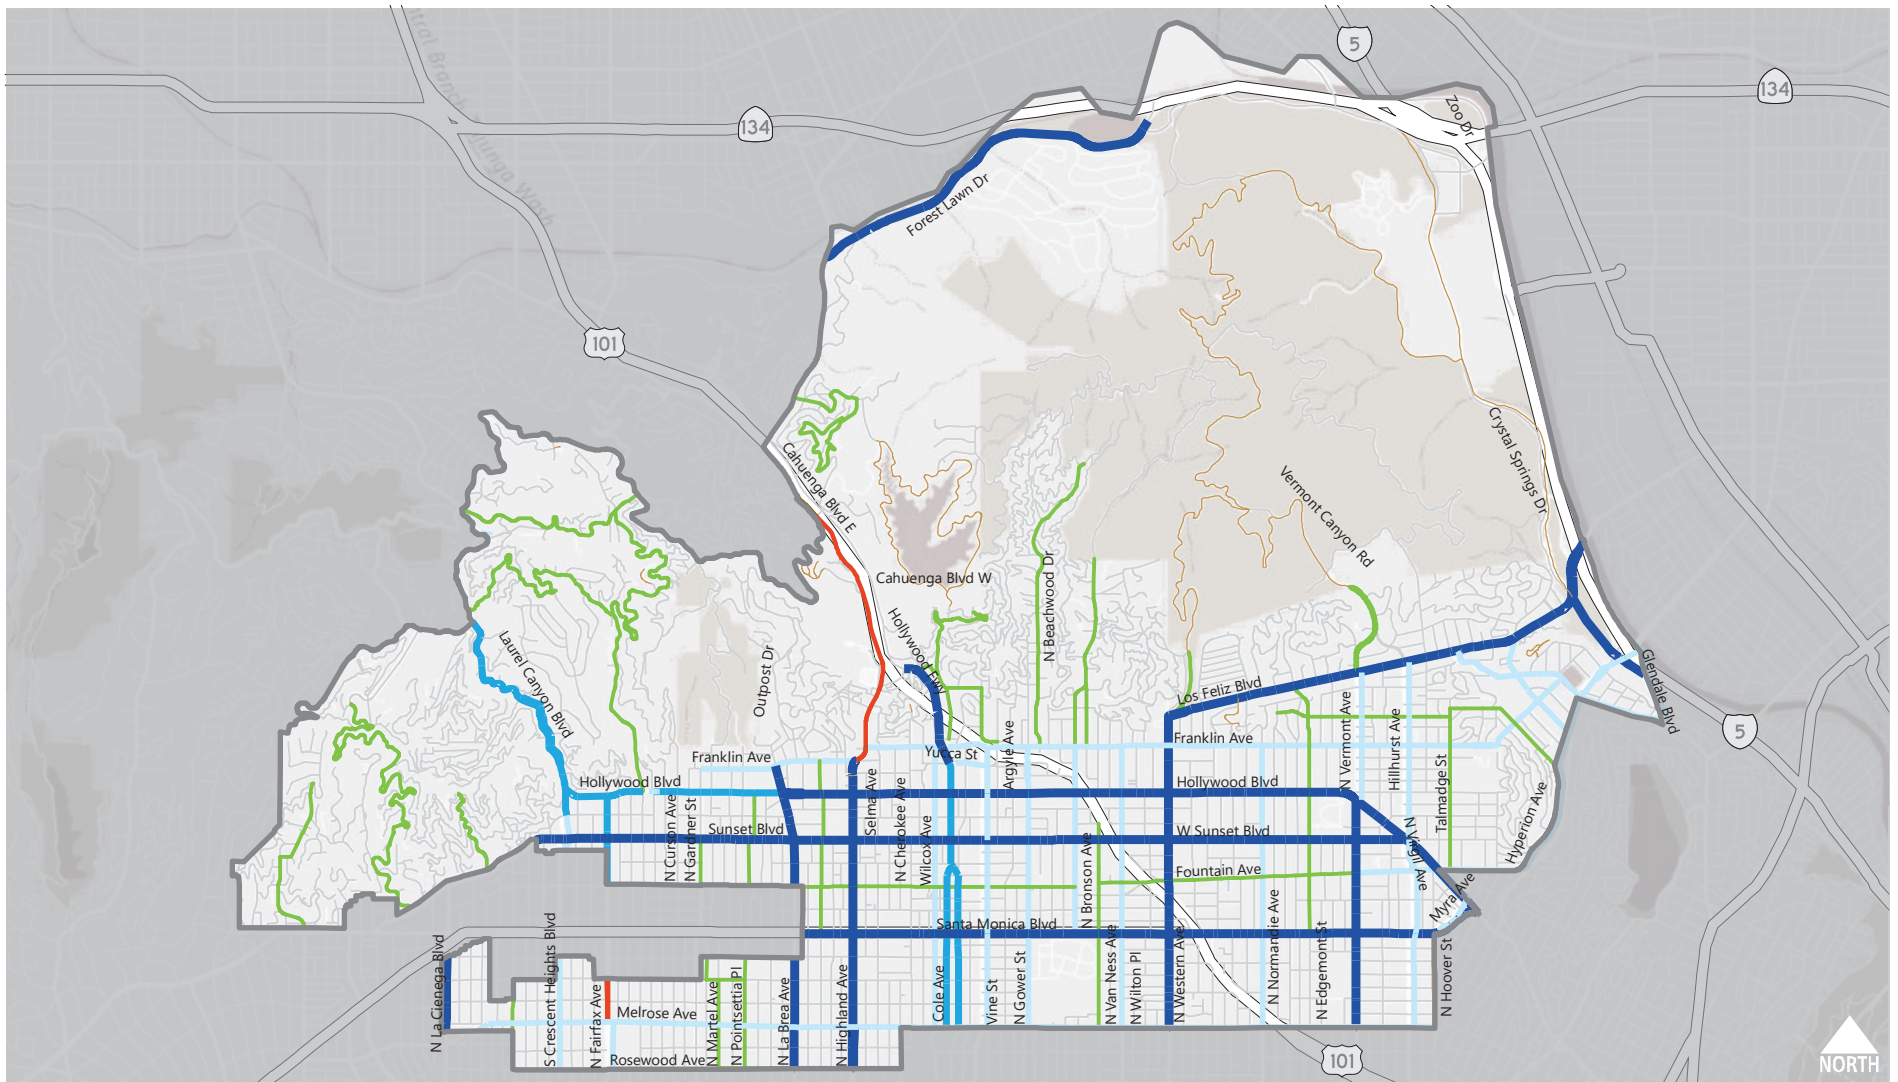 5
134
Zoo Dr
134
Tujunga Wash
Forest Lawn Dr
101
Cahuenga Blvd E
Crystal Springs Dr
Vermont Canyon Rd
Cahuenga Blvd W
N Beachwood Dr
Hollywood Fwy
Laurel Canyon Blvd
Outpost Dr
Los Feliz Blvd
Glendale Blvd
5
N Vermont Ave
Hillhurst Ave
Argyle Ave
Franklin Ave
Yucca St
Franklin Ave
Talmadge St
Hollywood Blvd
Hollywood Blvd
Selma Ave
N Cherokee Ave
Hyperion Ave
N Curson Ave
N Gardner St
Sunset Blvd
W Sunset Blvd
Wilcox Ave
N Virgil Ave
N Bronson Ave
Fountain Ave
Myra Ave
Santa Monica Blvd
N La Cienega Blvd
S Crescent Heights Blvd
N Fairfax Ave
Melrose Ave
N Martel Ave
N Pointsettia Pl
N La Brea Ave
N Highland Ave
Cole Ave
Vine St
N Gower St
N Van Ness Ave
N Wilton Pl
N Western Ave
N Normandie Ave
N Edgemont St
N Hoover St
Rosewood Ave
101
NORTH